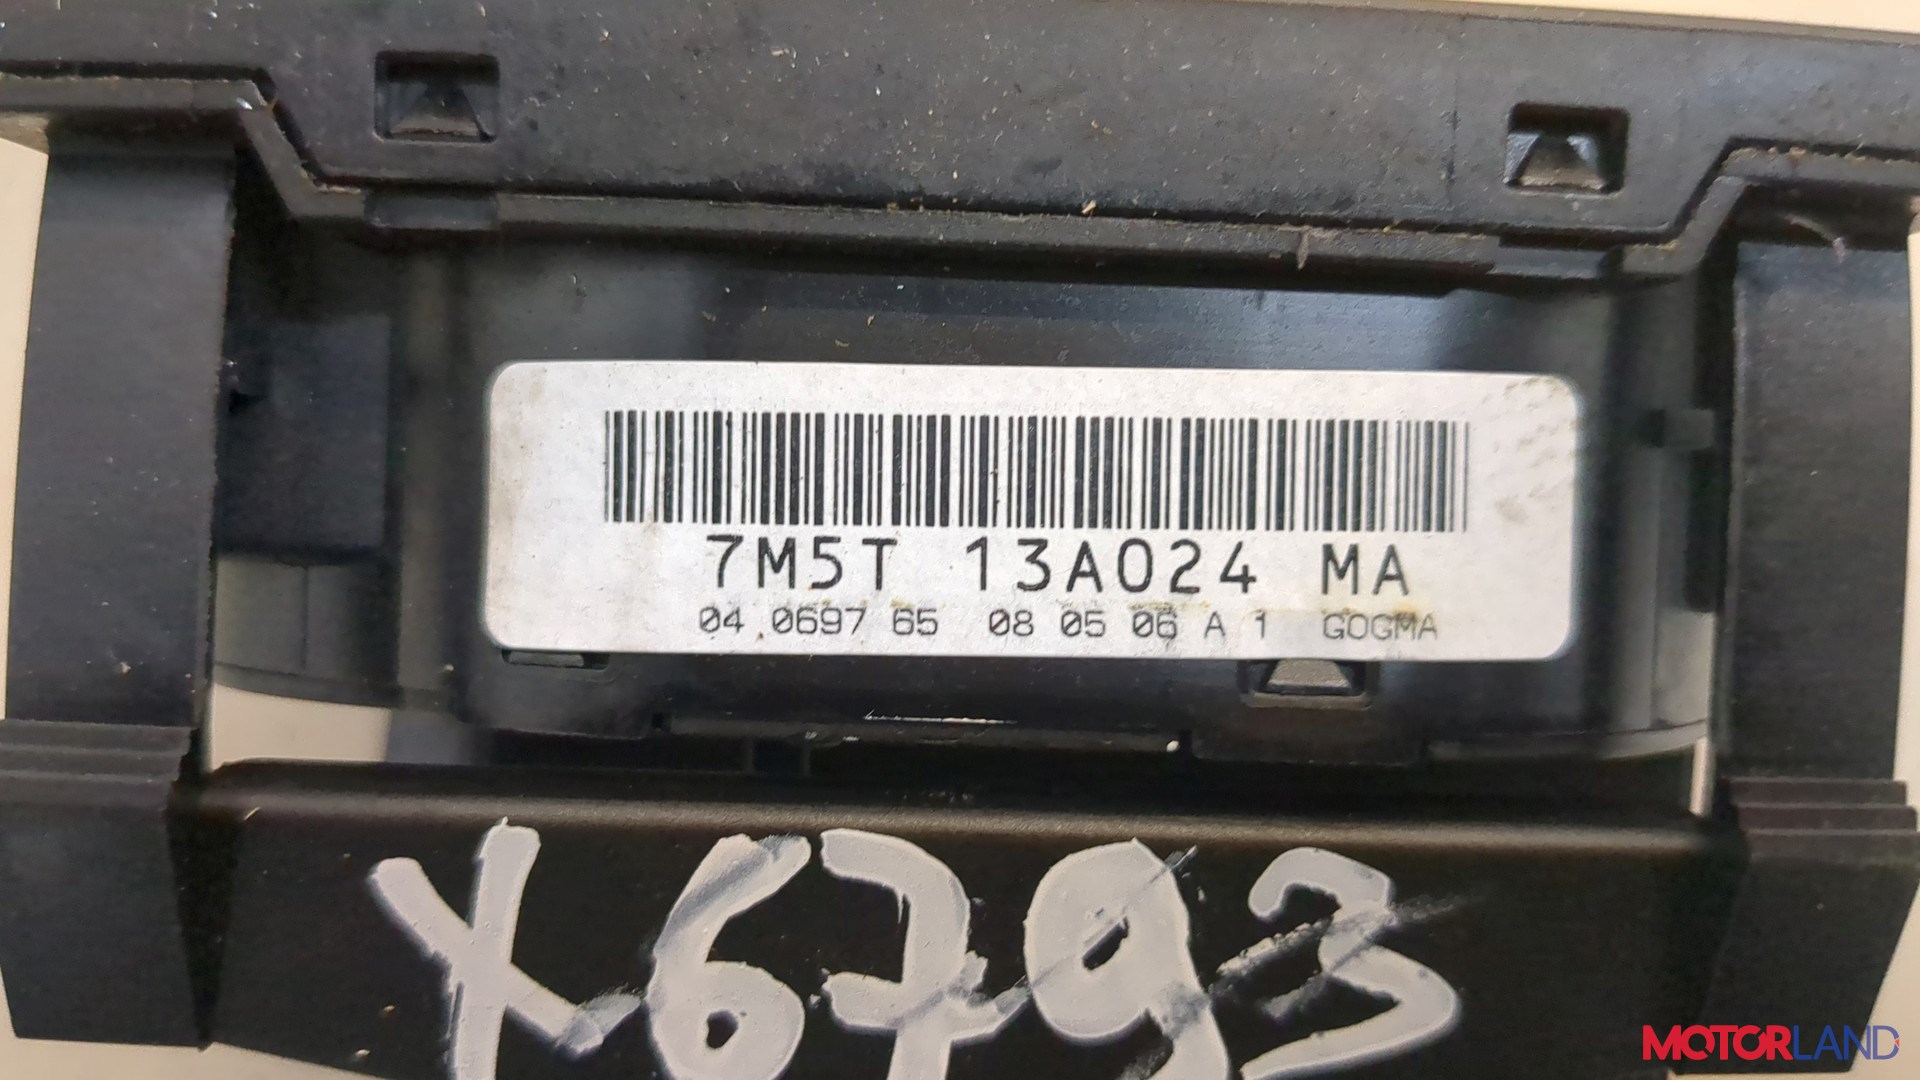 7M5T 13A024 MA
04 0697 65 08 05 06 A 1 GOGMA
X6793
MOTORLAND